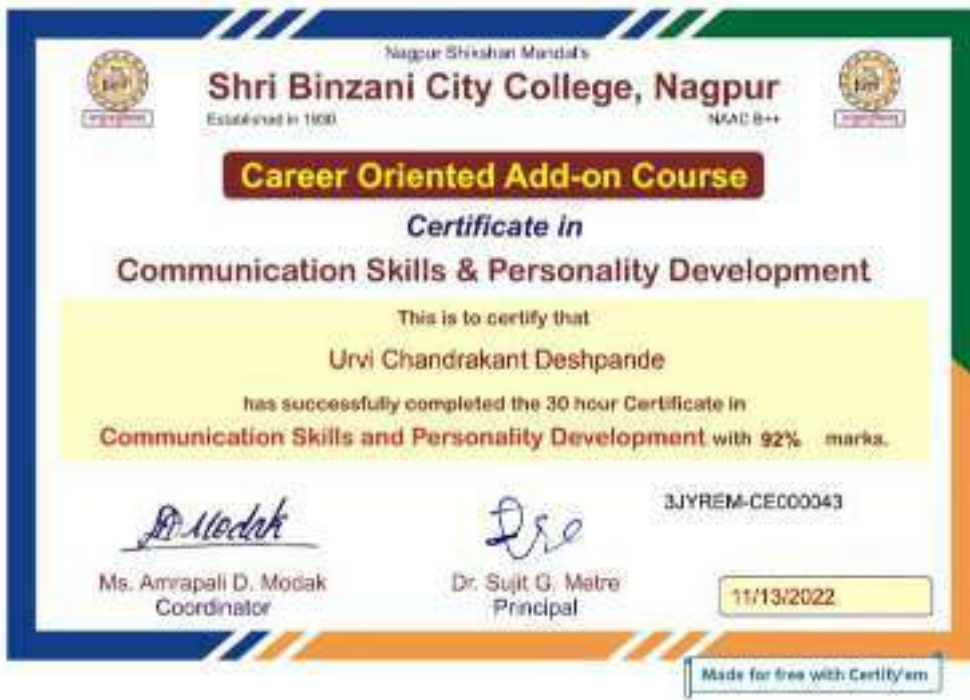 Nagpur Shikshan Mandal's
Shri Binzani City College, Nagpur
Established in 1930
NAAC B++
Career Oriented Add-on Course
Certificate in
Communication Skills & Personality Development
This is to certify that
Urvi Chandrakant Deshpande
has successfully completed the 30 hour Certificate in
Communication Skills and Personality Development with 92% marks.
3JYREM-CE000043
Ms. Amrapali D. Modak
Coordinator
Dr. Sujit G. Metre
Principal
11/13/2022
Made for free with Certify'em